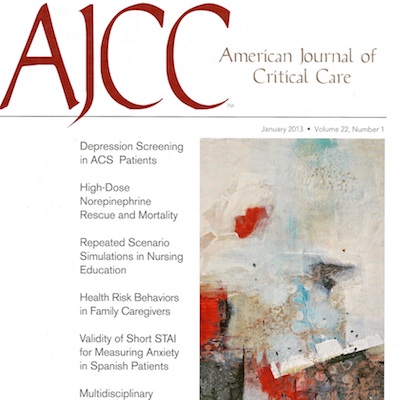 AJCC™
American Journal of
Critical Care
January 2013 • Volume 22, Number 1
Depression Screening
in ACS Patients
High-Dose
Norepinephrine
Rescue and Mortality
Repeated Scenario
Simulations in Nursing
Education
Health Risk Behaviors
in Family Caregivers
Validity of Short STAI
for Measuring Anxiety
in Spanish Patients
Multidisciplinary